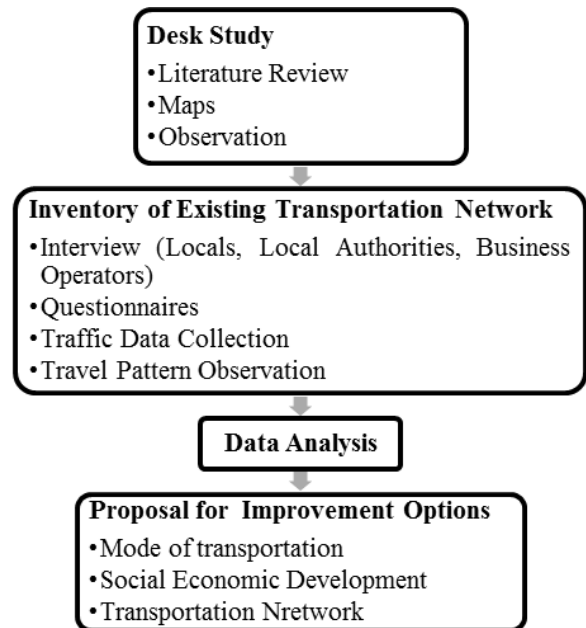 Desk Study
•Literature Review
•Maps
•Observation
Inventory of Existing Transportation Network
•Interview (Locals, Local Authorities, Business
Operators)
•Questionnaires
•Traffic Data Collection
•Travel Pattern Observation
Data Analysis
Proposal for Improvement Options
•Mode of transportation
•Social Economic Development
•Transportation Nretwork